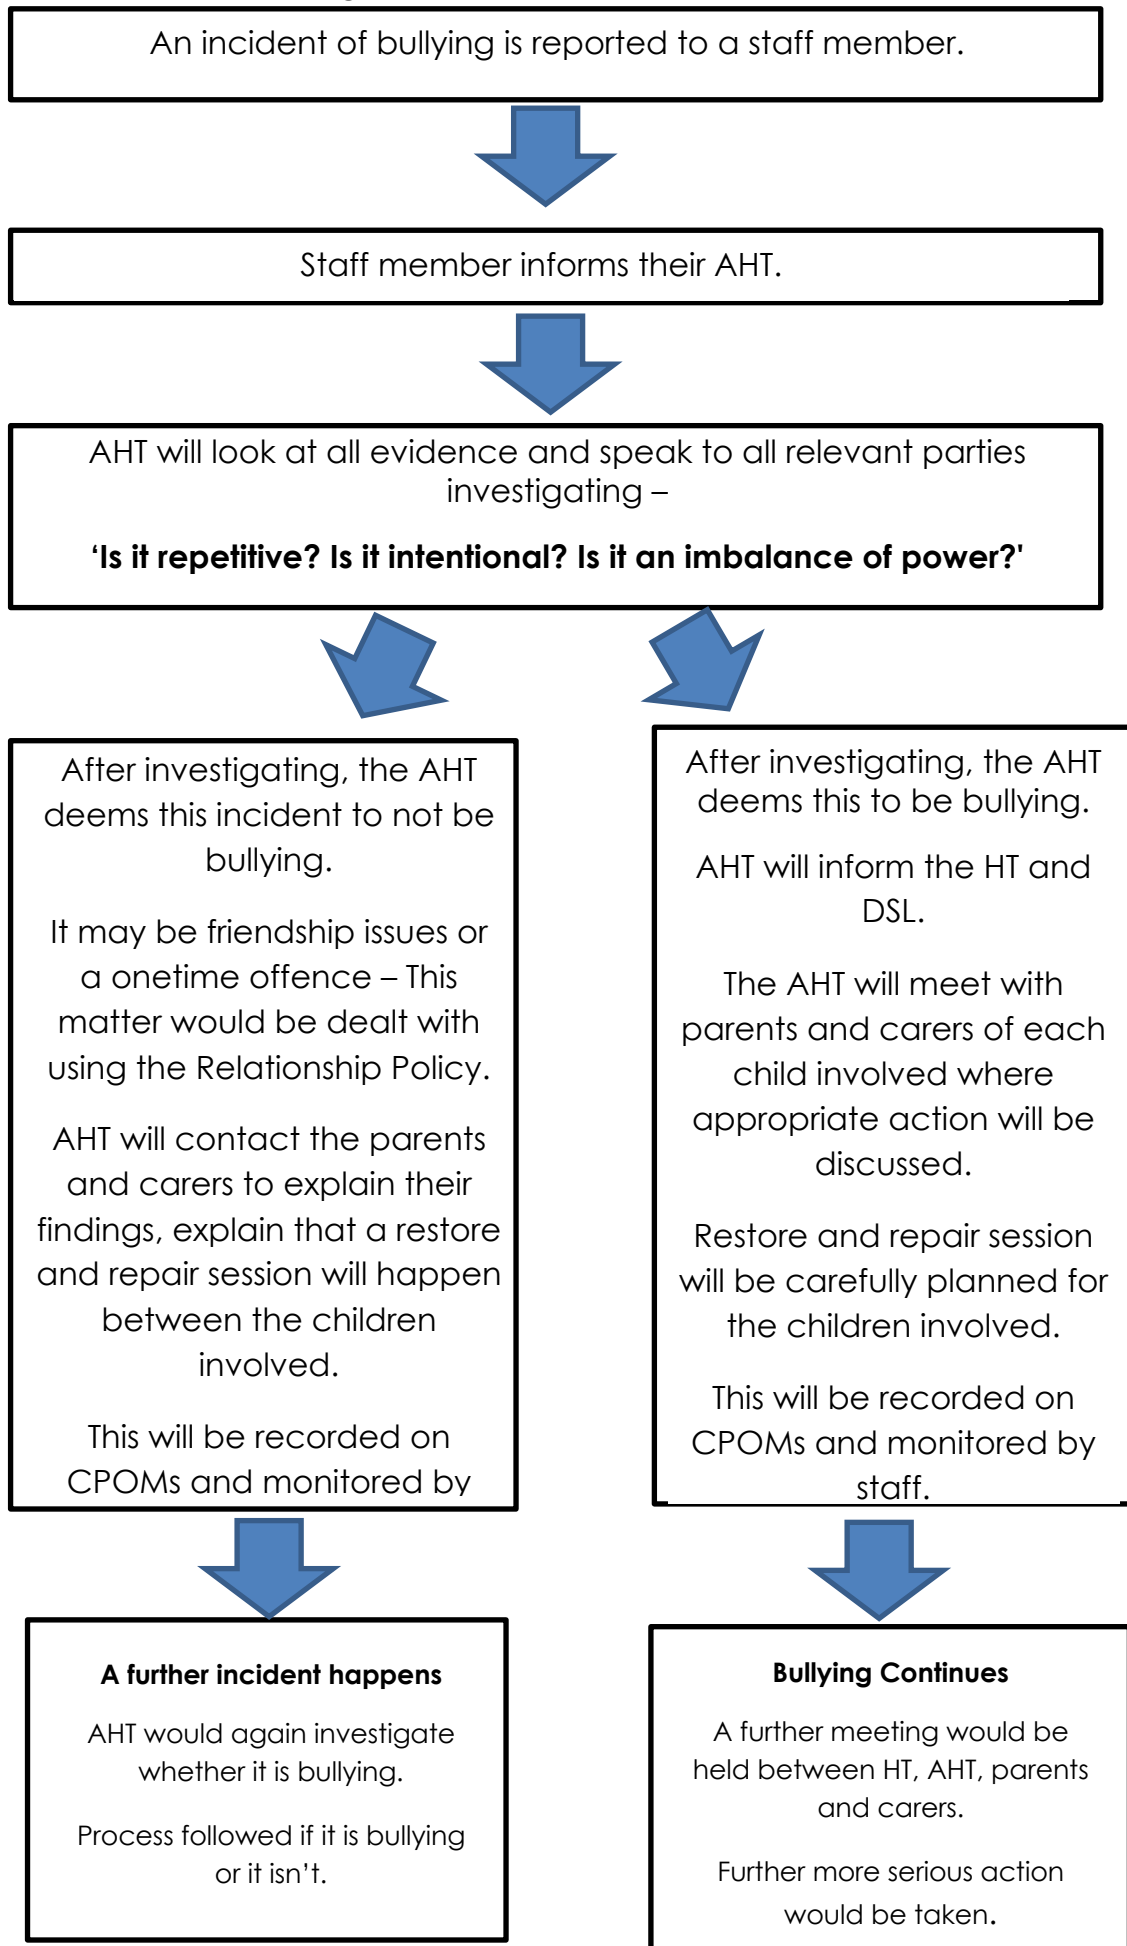 An incident of bullying is reported to a staff member.
Staff member informs their AHT.
AHT will look at all evidence and speak to all relevant parties
investigating –
‘Is it repetitive? Is it intentional? Is it an imbalance of power?'
After investigating, the AHT
deems this incident to not be
bullying.
It may be friendship issues or
a onetime offence – This
matter would be dealt with
using the Relationship Policy.
AHT will contact the parents
and carers to explain their
findings, explain that a restore
and repair session will happen
between the children
involved.
This will be recorded on
CPOMs and monitored by
After investigating, the AHT
deems this to be bullying.
AHT will inform the HT and
DSL.
The AHT will meet with
parents and carers of each
child involved where
appropriate action will be
discussed.
Restore and repair session
will be carefully planned for
the children involved.
This will be recorded on
CPOMs and monitored by
staff.
A further incident happens
AHT would again investigate
whether it is bullying.
Process followed if it is bullying
or it isn’t.
Bullying Continues
A further meeting would be
held between HT, AHT, parents
and carers.
Further more serious action
would be taken.